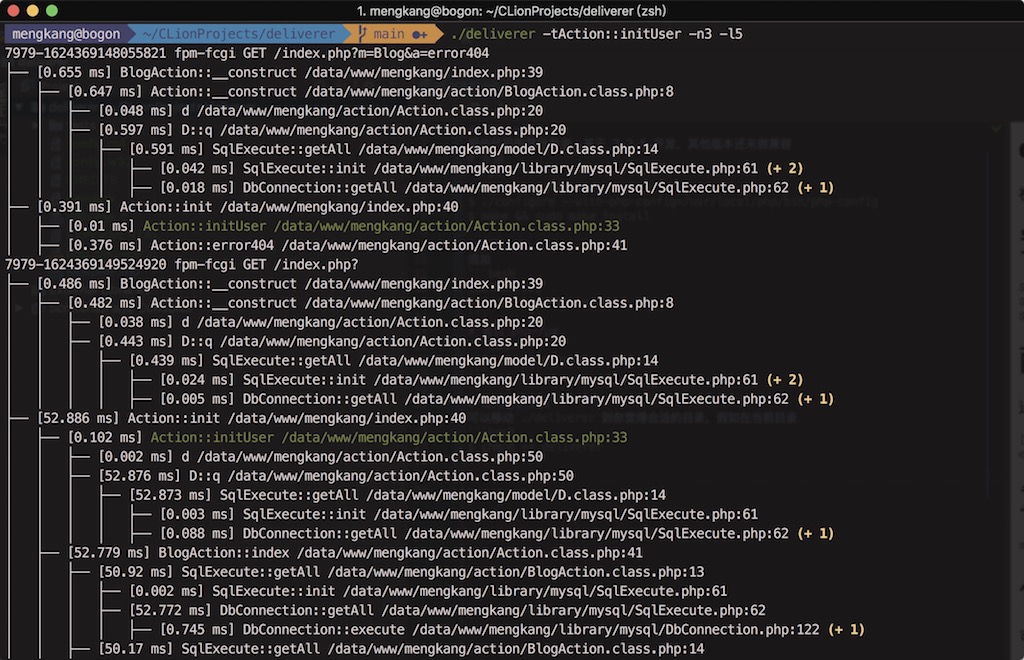 1. mengkang@bogon: ~/CLionProjects/deliverer (zsh)
mengkang@bogon ~/CLionProjects/deliverer main ●+ ./deliverer -tAction::initUser -n3 -l5
7979-1624369148055821 fpm-fcgi GET /index.php?m=Blog&a=error404
├── [0.655 ms] BlogAction::__construct /data/www/mengkang/index.php:39
│   ├── [0.647 ms] Action::__construct /data/www/mengkang/action/BlogAction.class.php:8
│   │   ├── [0.048 ms] d /data/www/mengkang/action/Action.class.php:20
│   │   ├── [0.597 ms] D::q /data/www/mengkang/action/Action.class.php:20
│   │   │   ├── [0.591 ms] SqlExecute::getAll /data/www/mengkang/model/D.class.php:14
│   │   │   │   ├── [0.042 ms] SqlExecute::init /data/www/mengkang/library/mysql/SqlExecute.php:61 (+ 2)
│   │   │   │   ├── [0.018 ms] DbConnection::getAll /data/www/mengkang/library/mysql/SqlExecute.php:62 (+ 1)
├── [0.391 ms] Action::init /data/www/mengkang/index.php:40
│   ├── [0.01 ms] Action::initUser /data/www/mengkang/action/Action.class.php:33
│   ├── [0.376 ms] Action::error404 /data/www/mengkang/action/Action.class.php:41
7979-1624369149524920 fpm-fcgi GET /index.php?
├── [0.486 ms] BlogAction::__construct /data/www/mengkang/index.php:39
│   ├── [0.482 ms] Action::__construct /data/www/mengkang/action/BlogAction.class.php:8
│   │   ├── [0.038 ms] d /data/www/mengkang/action/Action.class.php:20
│   │   ├── [0.443 ms] D::q /data/www/mengkang/action/Action.class.php:20
│   │   │   ├── [0.439 ms] SqlExecute::getAll /data/www/mengkang/model/D.class.php:14
│   │   │   │   ├── [0.024 ms] SqlExecute::init /data/www/mengkang/library/mysql/SqlExecute.php:61 (+ 2)
│   │   │   │   ├── [0.005 ms] DbConnection::getAll /data/www/mengkang/library/mysql/SqlExecute.php:62 (+ 1)
├── [52.886 ms] Action::init /data/www/mengkang/index.php:40
│   ├── [0.102 ms] Action::initUser /data/www/mengkang/action/Action.class.php:33
│   │   ├── [0.002 ms] d /data/www/mengkang/action/Action.class.php:50
│   │   ├── [52.876 ms] D::q /data/www/mengkang/action/Action.class.php:50
│   │   │   ├── [52.873 ms] SqlExecute::getAll /data/www/mengkang/model/D.class.php:14
│   │   │   │   ├── [0.003 ms] SqlExecute::init /data/www/mengkang/library/mysql/SqlExecute.php:61
│   │   │   │   ├── [0.088 ms] DbConnection::getAll /data/www/mengkang/library/mysql/SqlExecute.php:62 (+ 1)
│   ├── [52.779 ms] BlogAction::index /data/www/mengkang/action/Action.class.php:41
│   │   ├── [50.92 ms] SqlExecute::getAll /data/www/mengkang/action/BlogAction.class.php:13
│   │   │   ├── [0.002 ms] SqlExecute::init /data/www/mengkang/library/mysql/SqlExecute.php:61
│   │   │   ├── [52.772 ms] DbConnection::getAll /data/www/mengkang/library/mysql/SqlExecute.php:62
│   │   │   │   ├── [0.745 ms] DbConnection::execute /data/www/mengkang/library/mysql/DbConnection.php:122 (+ 1)
│   │   ├── [50.17 ms] SqlExecute::getAll /data/www/mengkang/action/BlogAction.class.php:14